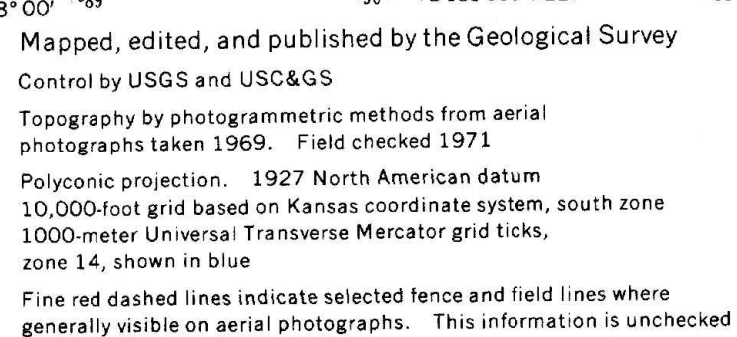 8°00'
Mapped, edited, and published by the Geological Survey
Control by USGS and USC&GS
Topography by photogrammetric methods from aerial
photographs taken 1969. Field checked 1971
Polyconic projection. 1927 North American datum
10,000-foot grid based on Kansas coordinate system, south zone
1000-meter Universal Transverse Mercator grid ticks,
zone 14, shown in blue
Fine red dashed lines indicate selected fence and field lines where
generally visible on aerial photographs. This information is unchecked